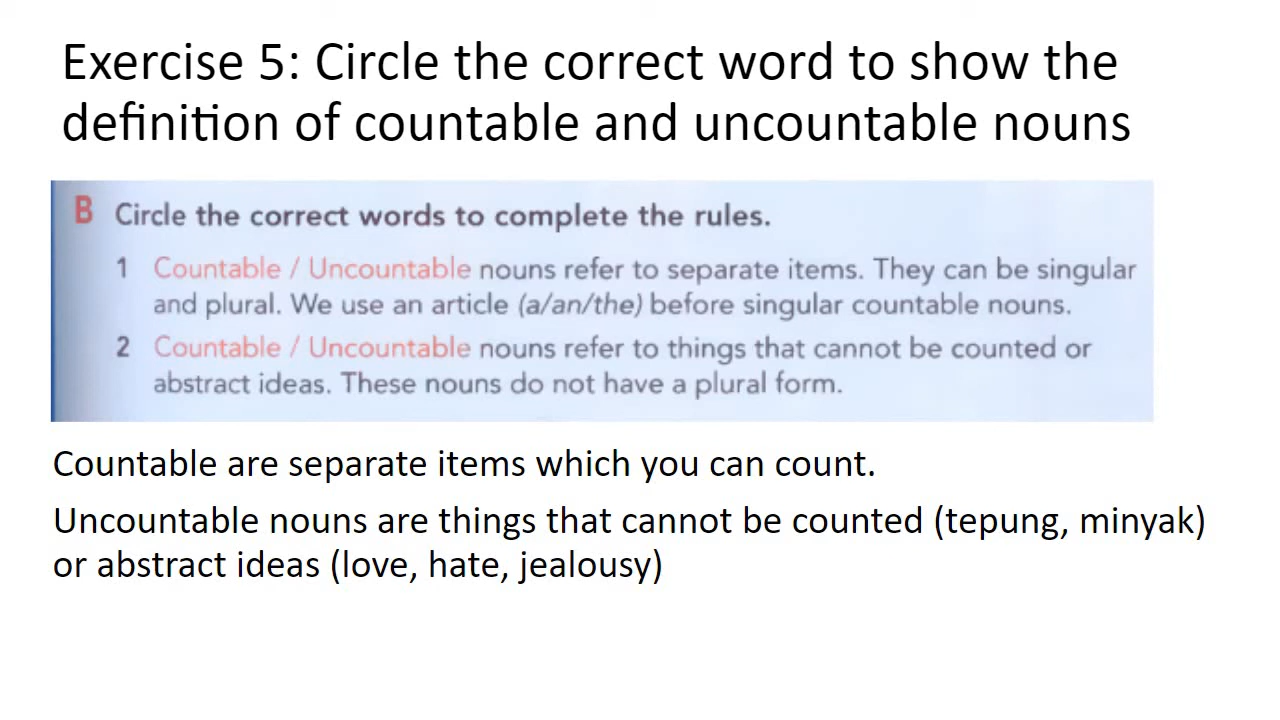 Exercise 5: Circle the correct word to show the
definition of countable and uncountable nouns
B Circle the correct words to complete the rules.
1 Countable / Uncountable nouns refer to separate items. They can be singular
and plural. We use an article (a/an/the) before singular countable nouns.
2 Countable / Uncountable nouns refer to things that cannot be counted or
abstract ideas. These nouns do not have a plural form.
Countable are separate items which you can count.
Uncountable nouns are things that cannot be counted (tepung, minyak)
or abstract ideas (love, hate, jealousy)